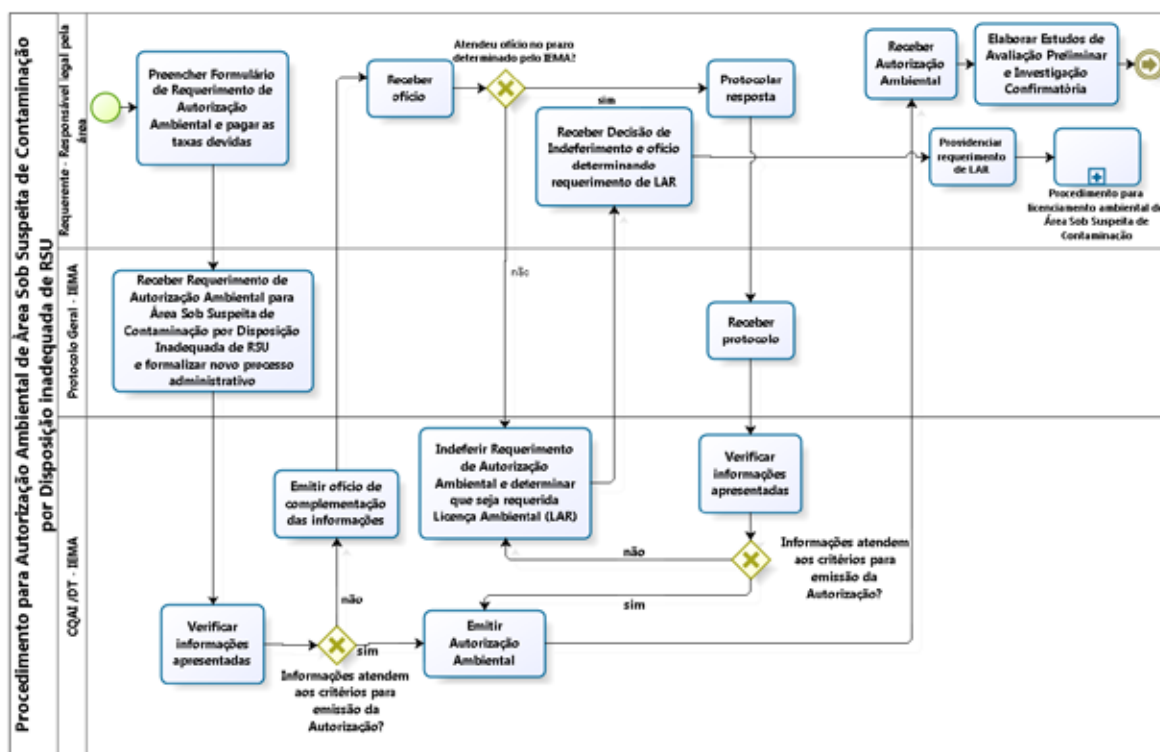 Procedimento para Autorização Ambiental de Área Sob Suspeita de Contaminação
por Disposição inadequada de RSU
Requerente - Responsável legal pela
área
Preencher Formulário
de Requerimento de
Autorização
Ambiental e pagar as
taxas devidas
Receber
ofício
Atendeu ofício no prazo
determinado pelo IEMA?
sim
não
Protocolar
resposta
Receber Decisão de
Indeferimento e ofício
determinando
requerimento de LAR
Receber
Autorização
Ambiental
Elaborar Estudos de
Avaliação Preliminar
e Investigação
Confirmatória
Providenciar
requerimento
de LAR
Procedimento para
licenciamento ambiental de
Área Sob Suspeita de
Contaminação
Protocolo Geral - IEMA
Receber Requerimento de
Autorização Ambiental para
Área Sob Suspeita de
Contaminação por Disposição
Inadequada de RSU
e formalizar novo processo
administrativo
Receber
protocolo
CQAI /DT - IEMA
Verificar
informações
apresentadas
Informações atendem
aos critérios para
emissão da
Autorização?
não
sim
Emitir ofício de
complementação
das informações
Indeferir Requerimento
de Autorização
Ambiental e determinar
que seja requerida
Licença Ambiental (LAR)
Emitir
Autorização
Ambiental
Verificar
informações
apresentadas
Informações atendem
aos critérios para
emissão da
Autorização?
não
sim